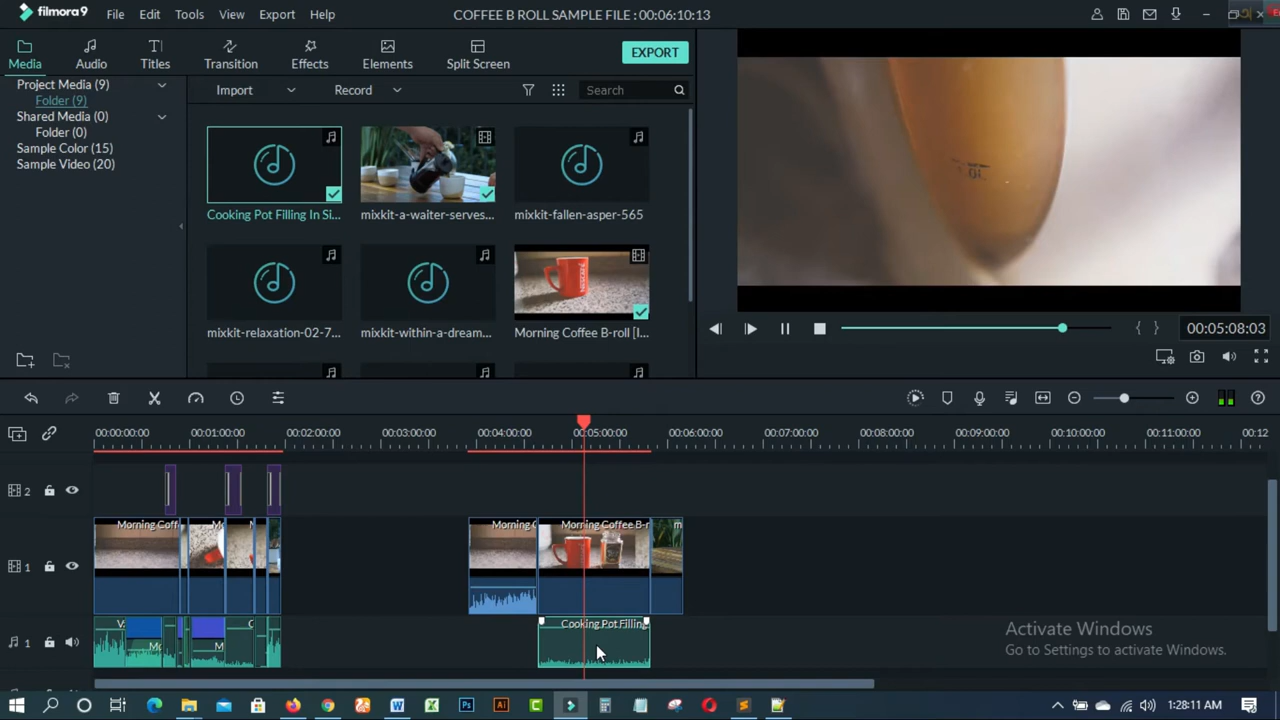 filmora9 File Edit Tools View Export Help COFFEE B ROLL SAMPLE FILE : 00:06:10:13
Media Audio Titles Transition Effects Elements Split Screen EXPORT
Project Media (9)
Folder (9)
Shared Media (0)
Folder (0)
Sample Color (15)
Sample Video (20)
Import Record Search
Cooking Pot Filling In Si... mixkit-a-waiter-serves... mixkit-fallen-asper-565
mixkit-relaxation-02-7... mixkit-within-a-dream... Morning Coffee B-roll [I...
00:05:08:03
00:00:00:00 00:01:00:00 00:02:00:00 00:03:00:00 00:04:00:00 00:05:00:00 00:06:00:00 00:07:00:00 00:08:00:00 00:09:00:00 00:10:00:00 00:11:00:00 00:12
2
Morning Coff Mo Morning C Morning Coffee B-r m
1
Cooking Pot Filling
1
Activate Windows
Go to Settings to activate Windows.
1:28:11 AM